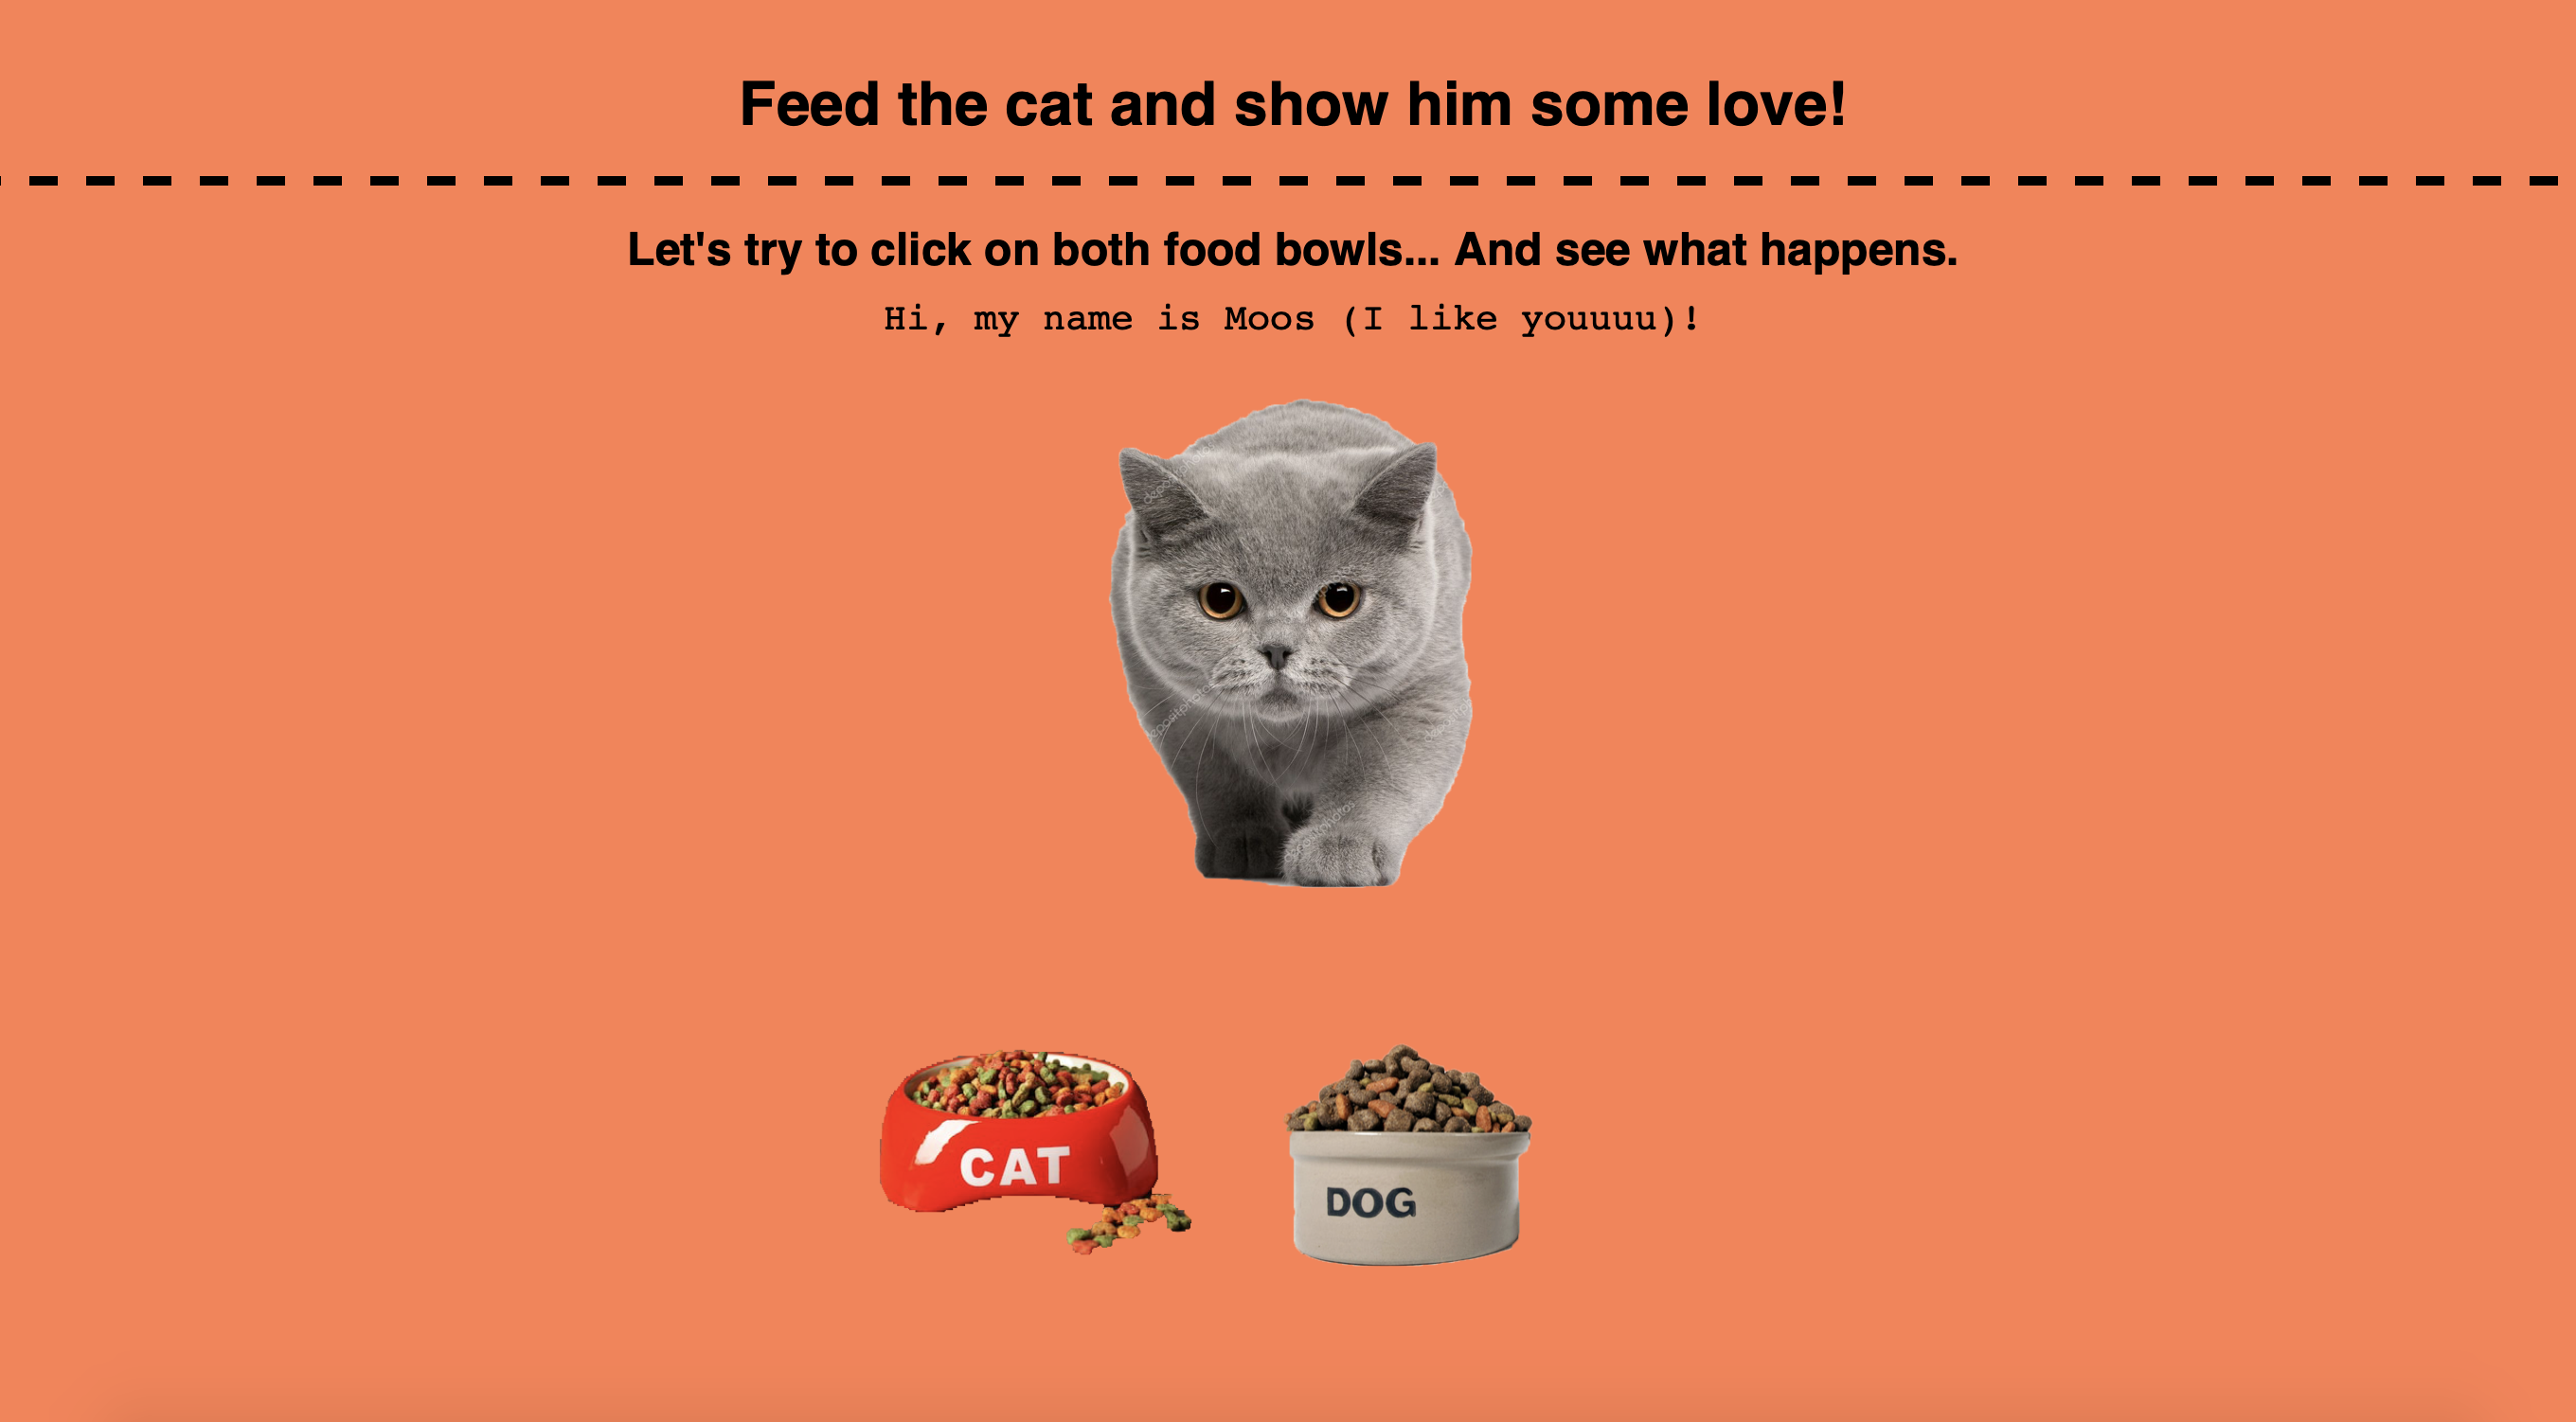 Feed the cat and show him some love!
Let's try to click on both food bowls... And see what happens.
Hi, my name is Moos (I like youuuu)!
depositphotos
CAT
DOG